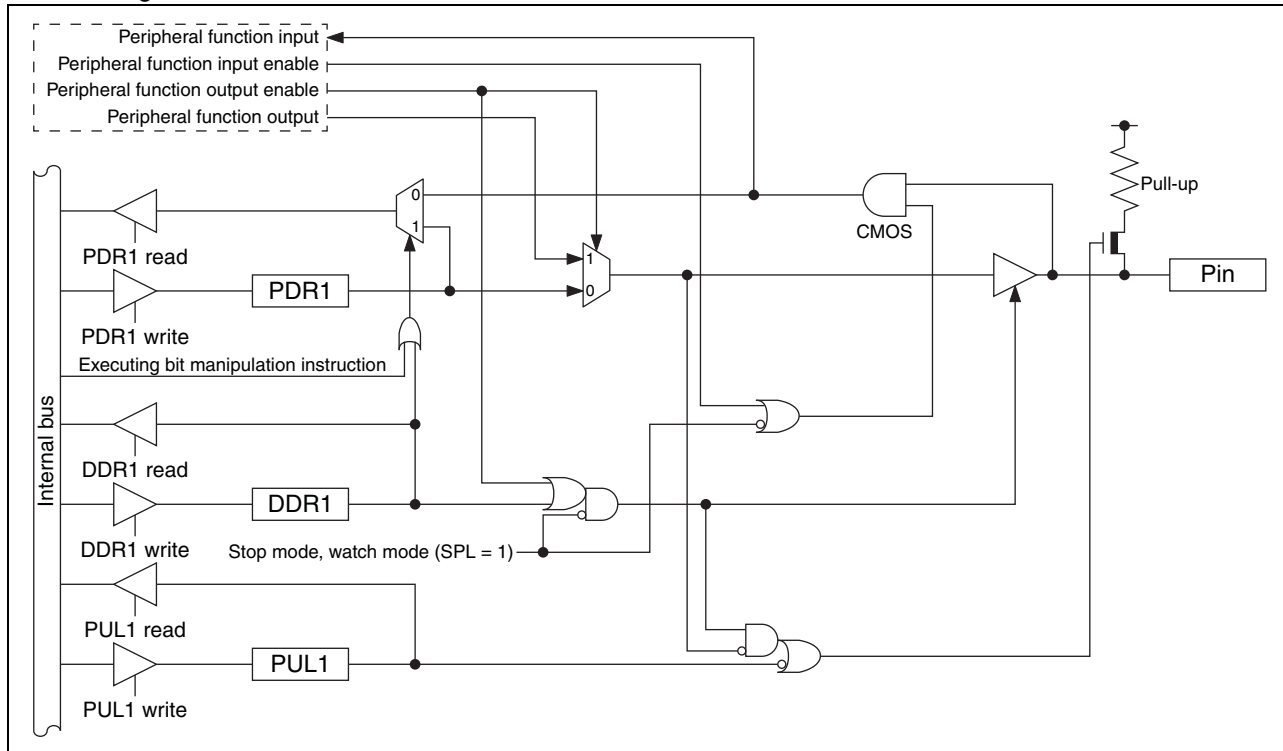 Peripheral function input
Peripheral function input enable
Peripheral function output enable
Peripheral function output
Pull-up
0
1
CMOS
PDR1 read
1
Pin
PDR1
0
PDR1 write
Executing bit manipulation instruction
Internal bus
DDR1 read
DDR1
Stop mode, watch mode (SPL = 1)
DDR1 write
PUL1 read
PUL1
PUL1 write